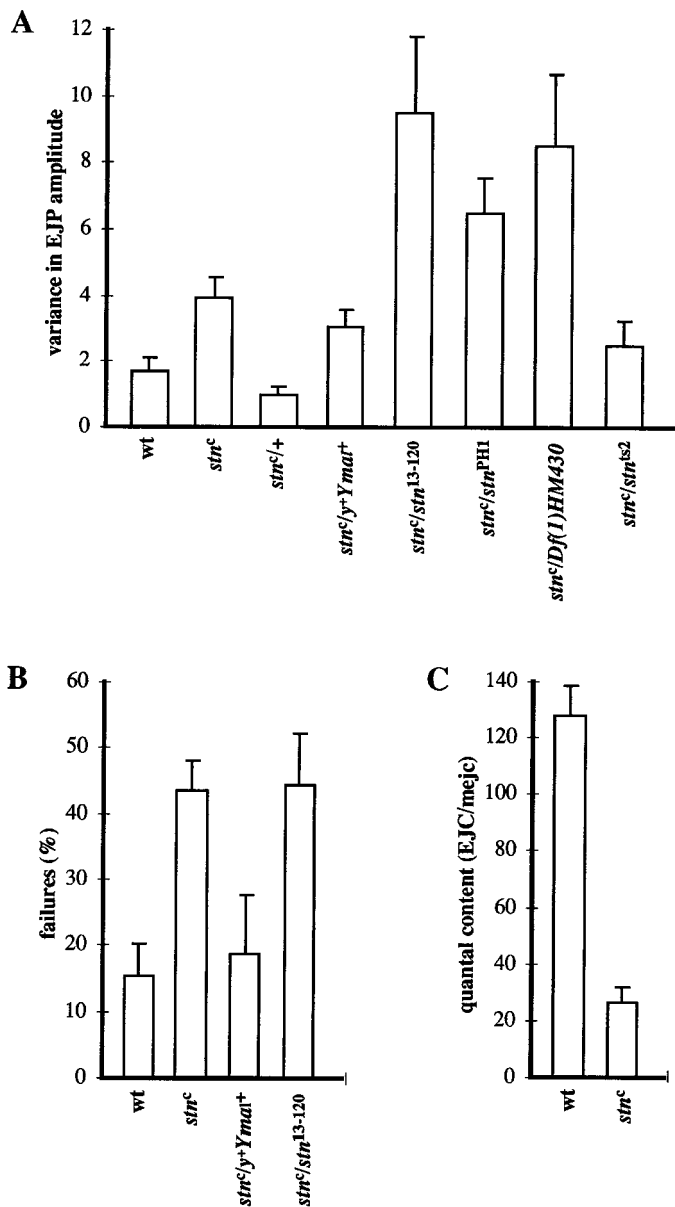 A
variance in EJP amplitude
12
10
8
6
4
2
0
wt
stnᶜ
stnᶜ/+
stnᶜ/y⁺Ymal⁺
stnᶜ/stn¹³⁻¹²⁰
stnᶜ/stnᴾᴴ¹
stnᶜ/Df(1)HM430
stnᶜ/stnᵗˢ²
B
failures (%)
60
50
40
30
20
10
0
wt
stnᶜ
stnᶜ/y⁺Ymal⁺
stnᶜ/stn¹³⁻¹²⁰
C
quantal content (EJC/mejc)
140
120
100
80
60
40
20
0
wt
stnᶜ